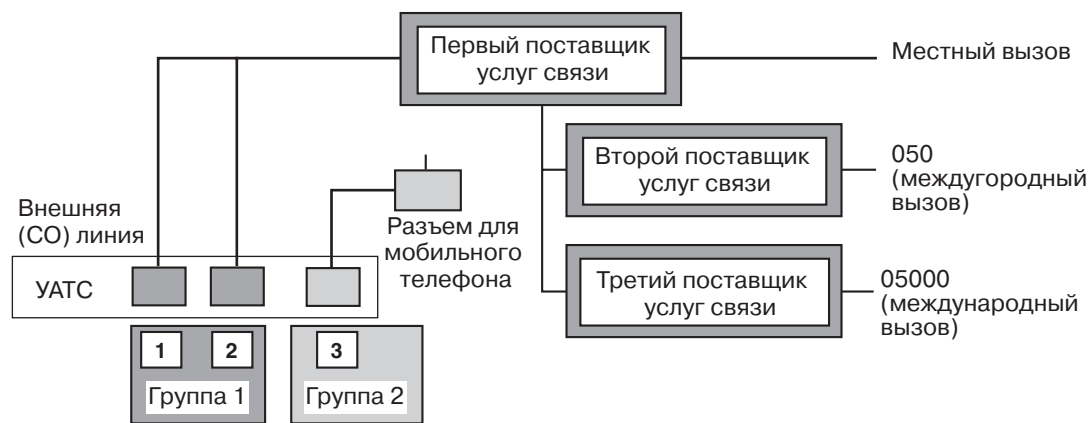 Первый поставщик
услуг связи
Местный вызов
Второй поставщик
услуг связи
050
(междугородный
вызов)
Внешняя
(CO) линия
Разъем для
мобильного
телефона
УАТС
Третий поставщик
услуг связи
05000
(международный
вызов)
1
2
3
Группа 1
Группа 2